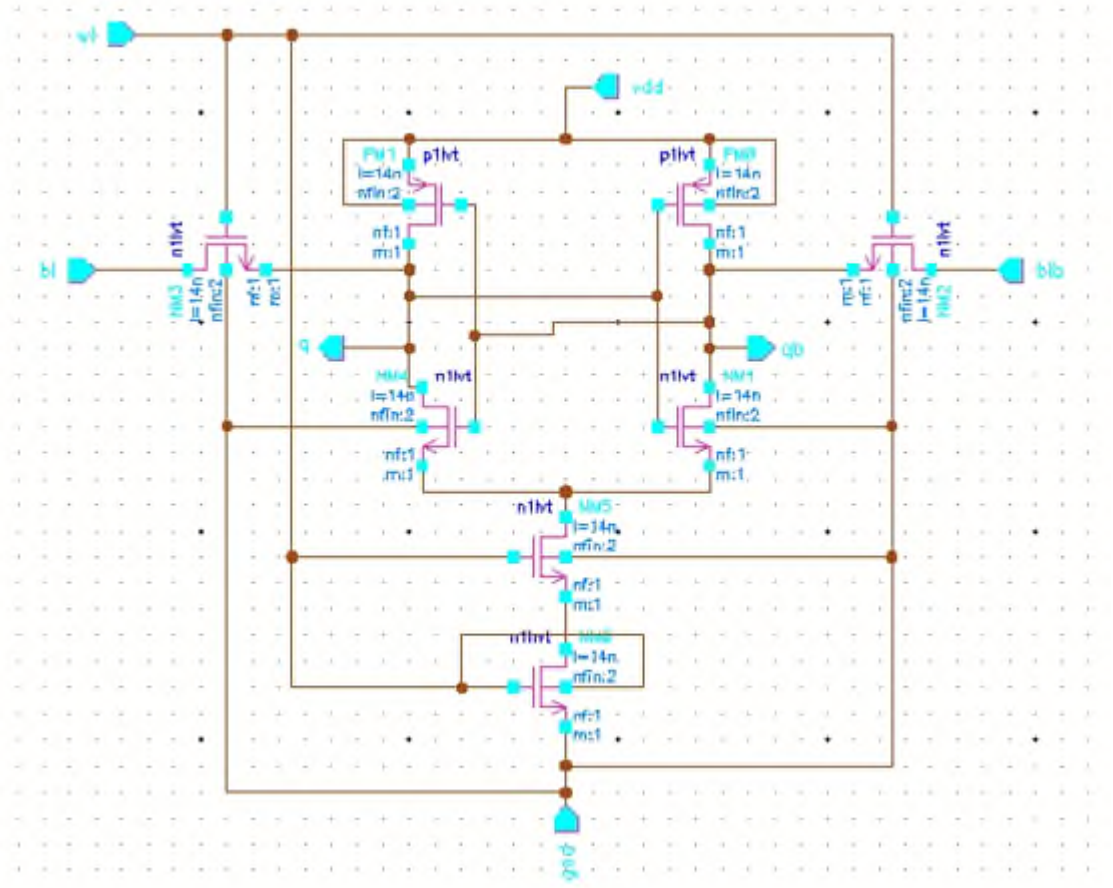 wl
vdd
PM1
p1lvt
l=14n
nfin:2
nf:1
m:1
p1lvt
PM0
l=14n
nfin:2
nf:1
m:1
bl
n1lvt
NM3
l=14n
nfin:2
nf:1
m:1
m:1
nf:1
nfin:2
l=14n
NM2
n1lvt
blb
q
qb
NM4
n1lvt
l=14n
nfin:2
nf:1
m:1
n1lvt
NM1
l=14n
nfin:2
nf:1
m:1
n1lvt
NM5
l=14n
nfin:2
nf:1
m:1
l=14n
nfin:2
nf:1
m:1
gnd